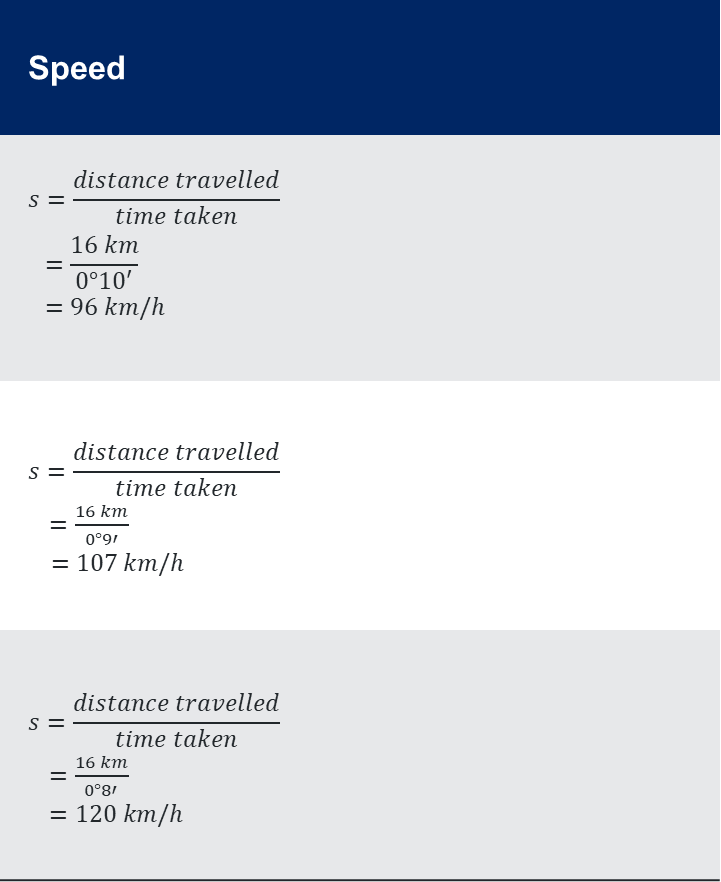 Speed
s = distance travelled / time taken
= 16 km / 0°10′
= 96 km/h
s = distance travelled / time taken
= 16 km / 0°9′
= 107 km/h
s = distance travelled / time taken
= 16 km / 0°8′
= 120 km/h